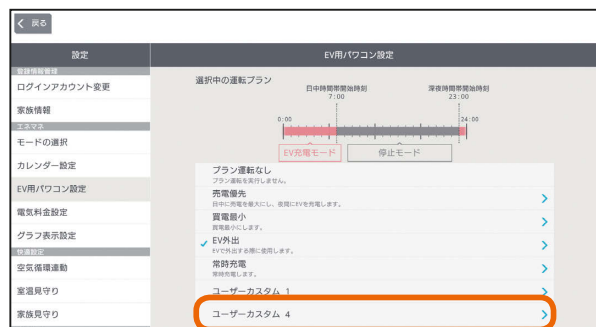 戻る
設定
EV用パワコン設定
登録情報管理
ログインアカウント変更
家族情報
エネマネ
モードの選択
カレンダー設定
EV用パワコン設定
電気料金設定
グラフ表示設定
快適設定
空気循環連動
室温見守り
家族見守り
選択中の運転プラン
日中時間帯開始時刻
7:00
深夜時間帯開始時刻
23:00
0:00
24:00
EV充電モード
停止モード
プラン運転なし
プラン運転を実行しません。
売電優先
日中に売電を最大にし、夜間にEVを充電します。
買電最小
買電最小にします。
EV外出
EVで外出する際に使用します。
常時充電
常時充電します。
ユーザーカスタム 1
ユーザーカスタム 4